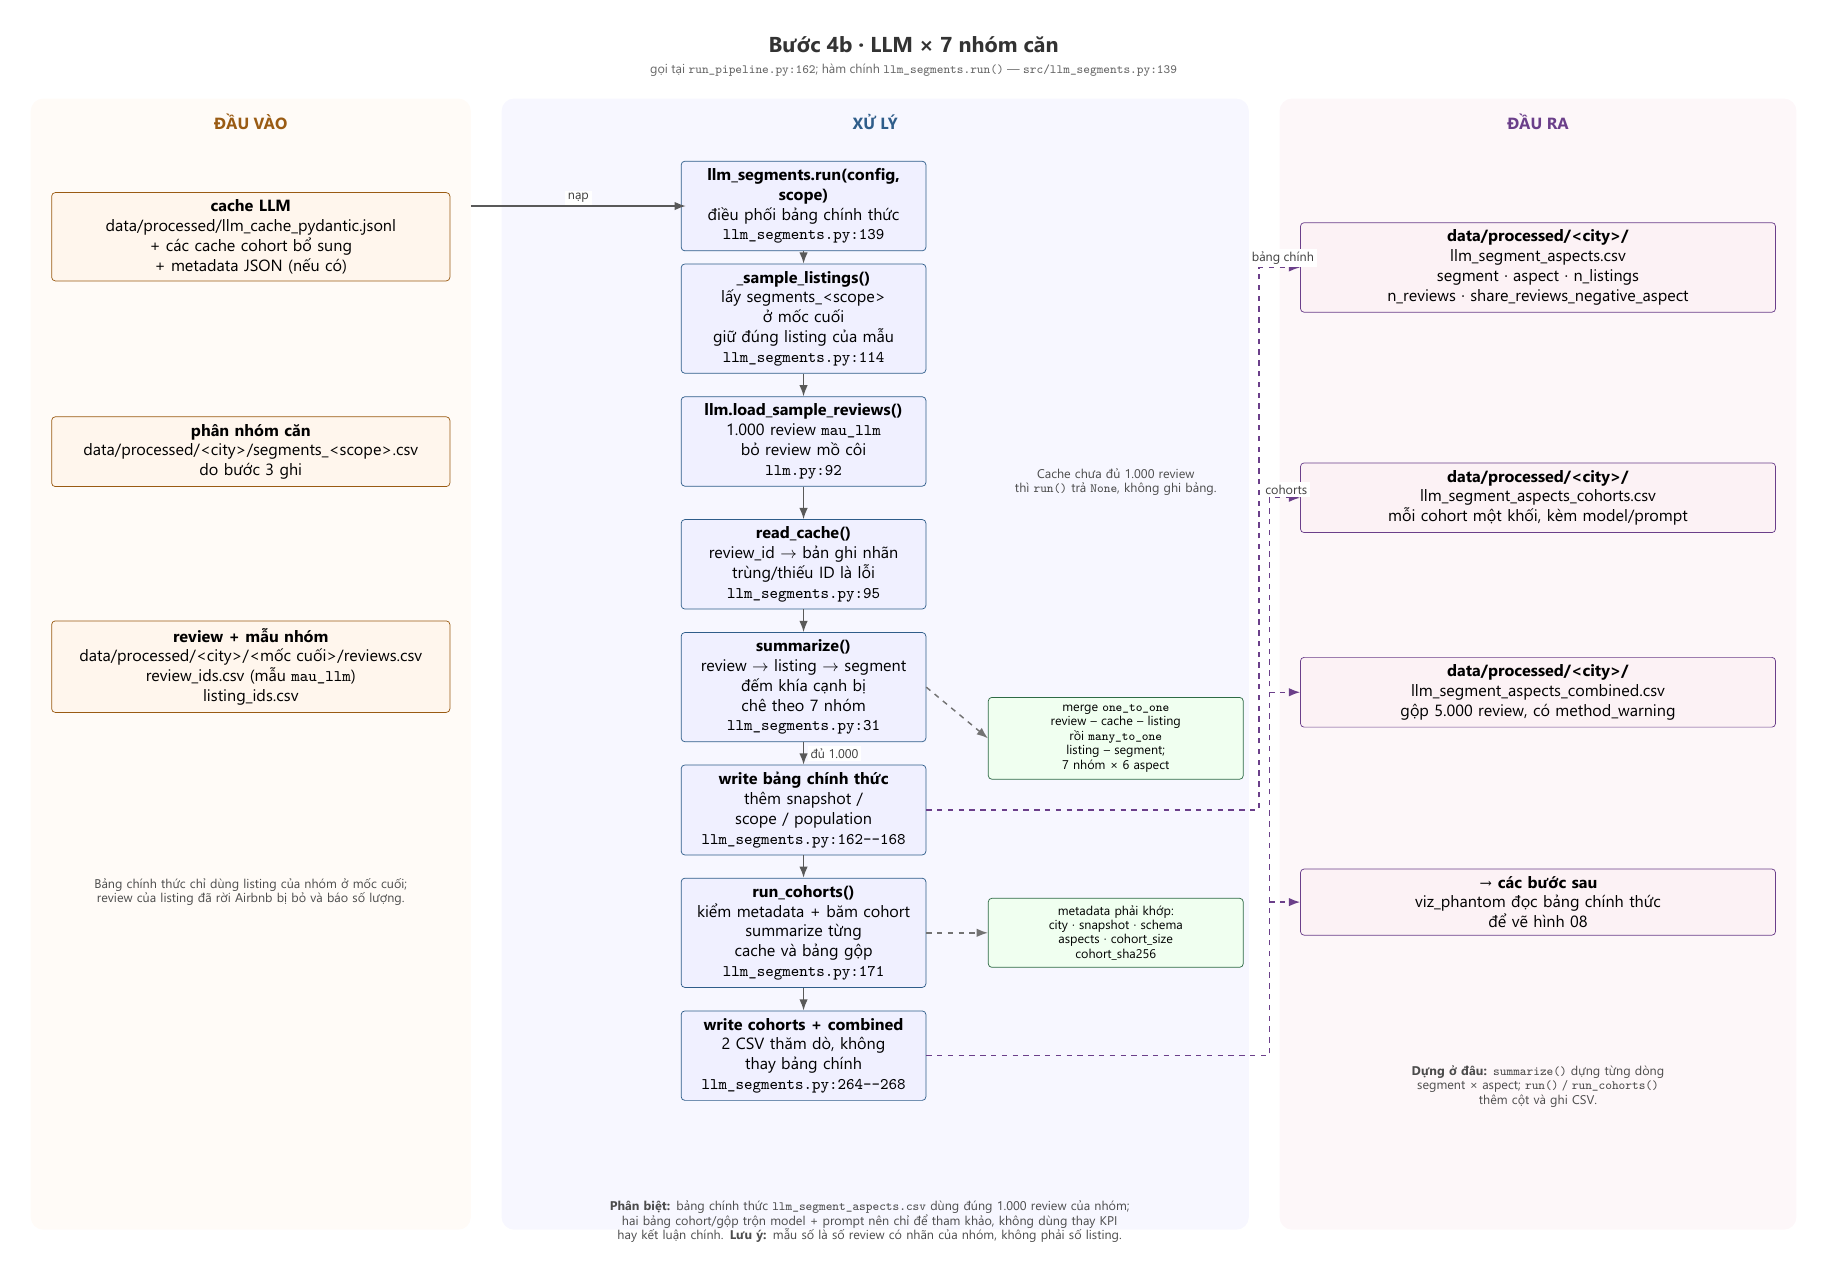 Bước 4b · LLM × 7 nhóm căn
gọi tại run_pipeline.py:162; hàm chính llm_segments.run() — src/llm_segments.py:139
ĐẦU VÀO
cache LLM
data/processed/llm_cache_pydantic.jsonl
+ các cache cohort bổ sung
+ metadata JSON (nếu có)
phân nhóm căn
data/processed/<city>/segments_<scope>.csv
do bước 3 ghi
review + mẫu nhóm
data/processed/<city>/<mốc cuối>/reviews.csv
review_ids.csv (mẫu mau_llm)
listing_ids.csv
Bảng chính thức chỉ dùng listing của nhóm ở mốc cuối;
review của listing đã rời Airbnb bị bỏ và báo số lượng.
nạp
XỬ LÝ
llm_segments.run(config,
scope)
điều phối bảng chính thức
llm_segments.py:139
_sample_listings()
lấy segments_<scope>
ở mốc cuối
giữ đúng listing của mẫu
llm_segments.py:114
llm.load_sample_reviews()
1.000 review mau_llm
bỏ review mồ côi
llm.py:92
Cache chưa đủ 1.000 review
thì run() trả None, không ghi bảng.
read_cache()
review_id → bản ghi nhãn
trùng/thiếu ID là lỗi
llm_segments.py:95
summarize()
review → listing → segment
đếm khía cạnh bị
chê theo 7 nhóm
llm_segments.py:31
merge one_to_one
review – cache – listing
rồi many_to_one
listing – segment;
7 nhóm × 6 aspect
đủ 1.000
write bảng chính thức
thêm snapshot /
scope / population
llm_segments.py:162--168
run_cohorts()
kiểm metadata + băm cohort
summarize từng
cache và bảng gộp
llm_segments.py:171
metadata phải khớp:
city · snapshot · schema
aspects · cohort_size
cohort_sha256
write cohorts + combined
2 CSV thăm dò, không
thay bảng chính
llm_segments.py:264--268
Phân biệt: bảng chính thức llm_segment_aspects.csv dùng đúng 1.000 review của nhóm;
hai bảng cohort/gộp trộn model + prompt nên chỉ để tham khảo, không dùng thay KPI
hay kết luận chính. Lưu ý: mẫu số là số review có nhãn của nhóm, không phải số listing.
bảng chính
cohorts
ĐẦU RA
data/processed/<city>/
llm_segment_aspects.csv
segment · aspect · n_listings
n_reviews · share_reviews_negative_aspect
data/processed/<city>/
llm_segment_aspects_cohorts.csv
mỗi cohort một khối, kèm model/prompt
data/processed/<city>/
llm_segment_aspects_combined.csv
gộp 5.000 review, có method_warning
→ các bước sau
viz_phantom đọc bảng chính thức
để vẽ hình 08
Dựng ở đâu: summarize() dựng từng dòng
segment × aspect; run() / run_cohorts()
thêm cột và ghi CSV.